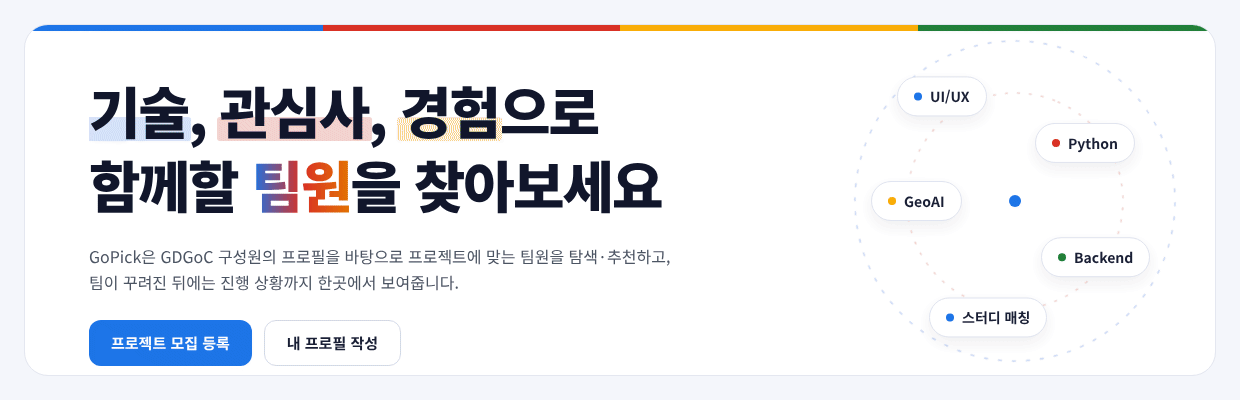 기술, 관심사, 경험으로
함께할 팀원을 찾아보세요
GoPick은 GDGoC 구성원의 프로필을 바탕으로 프로젝트에 맞는 팀원을 탐색·추천하고,
팀이 꾸려진 뒤에는 진행 상황까지 한곳에서 보여줍니다.
프로젝트 모집 등록
내 프로필 작성
UI/UX
Python
GeoAI
Backend
스터디 매칭